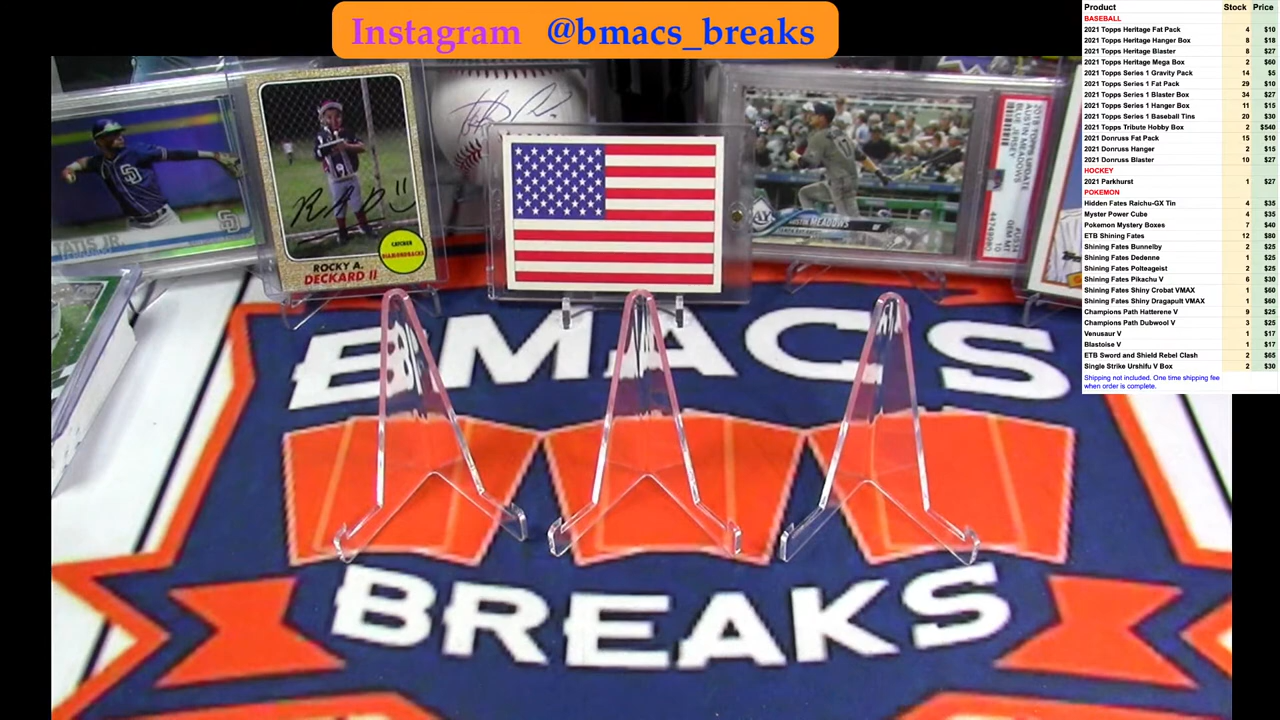 Instagram @bmacs_breaks
Product Stock Price
BASEBALL
2021 Topps Heritage Fat Pack 4 $10
2021 Topps Heritage Hanger Box 8 $18
2021 Topps Heritage Blaster 8 $27
2021 Topps Heritage Mega Box 2 $60
2021 Topps Series 1 Gravity Pack 14 $5
2021 Topps Series 1 Fat Pack 29 $10
2021 Topps Series 1 Blaster Box 34 $27
2021 Topps Series 1 Hanger Box 11 $15
2021 Topps Series 1 Baseball Tins 20 $30
2021 Topps Tribute Hobby Box 2 $540
2021 Donruss Fat Pack 15 $10
2021 Donruss Hanger 2 $15
2021 Donruss Blaster 10 $27
HOCKEY
2021 Parkhurst 1 $27
POKEMON
Hidden Fates Raichu-GX Tin 4 $35
Myster Power Cube 4 $35
Pokemon Mystery Boxes 7 $40
ETB Shining Fates 12 $80
Shining Fates Bunnelby 2 $25
Shining Fates Dedenne 1 $25
Shining Fates Polteageist 2 $25
Shining Fates Pikachu V 6 $30
Shining Fates Shiny Crobat VMAX 1 $60
Shining Fates Shiny Dragapult VMAX 1 $60
Champions Path Hatterene V 9 $25
Champions Path Dubwool V 3 $25
Venusaur V 1 $17
Blastoise V 1 $17
ETB Sword and Shield Rebel Clash 2 $65
Single Strike Urshifu V Box 2 $30
Shipping not included. One time shipping fee
when order is complete.
TATIS JR.
ROCKY A.
DECKARD II
CATCHER
DIAMONDBACKS
AUSTIN MEADOWS
BMACS
BREAKS